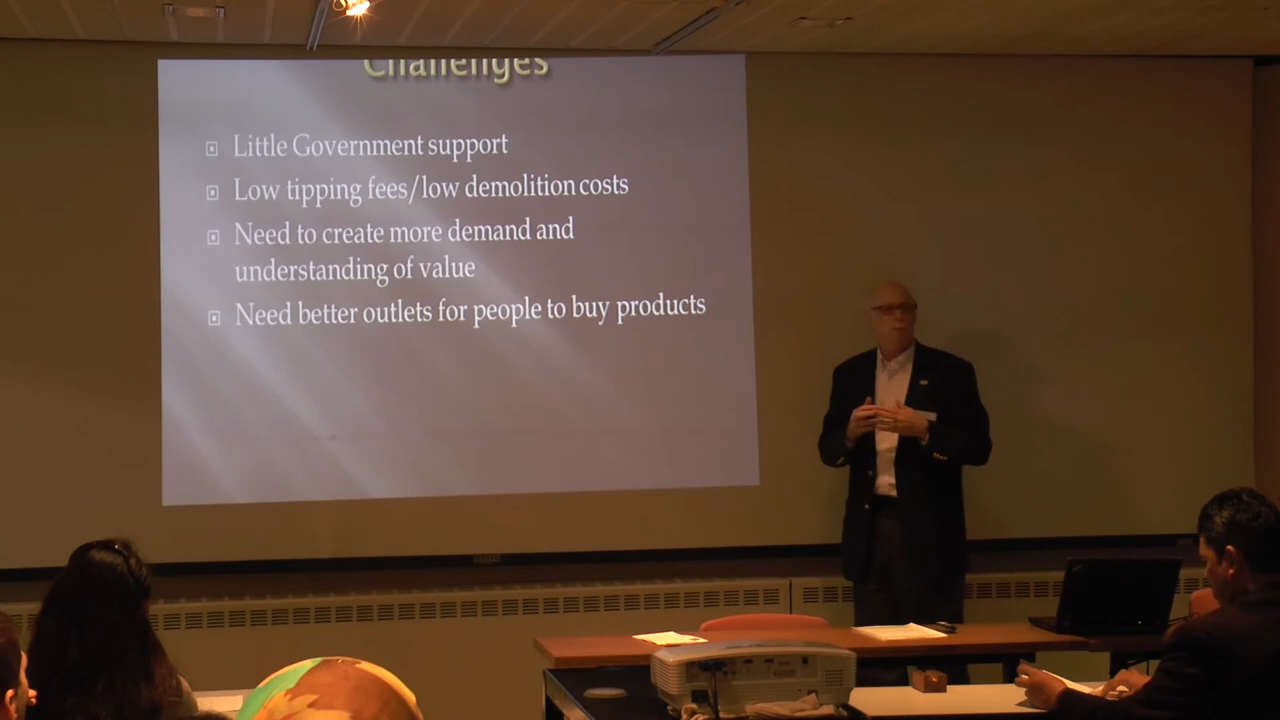 Challenges
Little Government support
Low tipping fees/low demolition costs
Need to create more demand and
understanding of value
Need better outlets for people to buy products